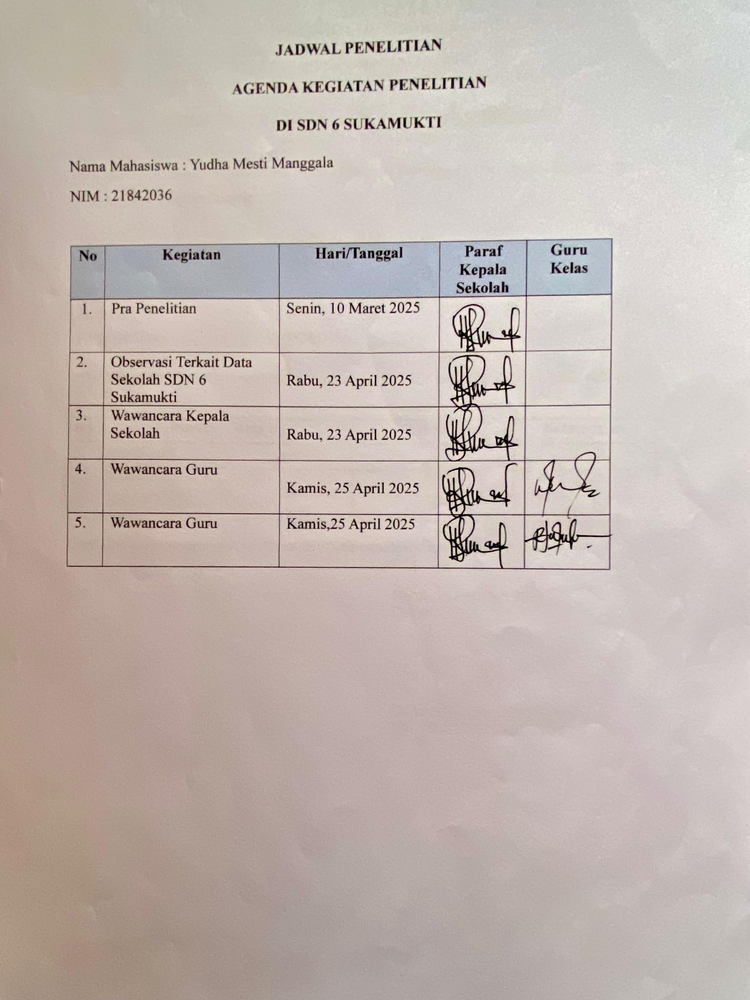 JADWAL PENELITIAN
AGENDA KEGIATAN PENELITIAN
DI SDN 6 SUKAMUKTI
Nama Mahasiswa : Yudha Mesti Manggala
NIM : 21842036
No Kegiatan Hari/Tanggal Paraf Kepala Sekolah Guru Kelas
1. Pra Penelitian Senin, 10 Maret 2025
2. Observasi Terkait Data
Sekolah SDN 6 Rabu, 23 April 2025
Sukamukti
3. Wawancara Kepala
Sekolah Rabu, 23 April 2025
4. Wawancara Guru
Kamis, 25 April 2025
5. Wawancara Guru Kamis,25 April 2025